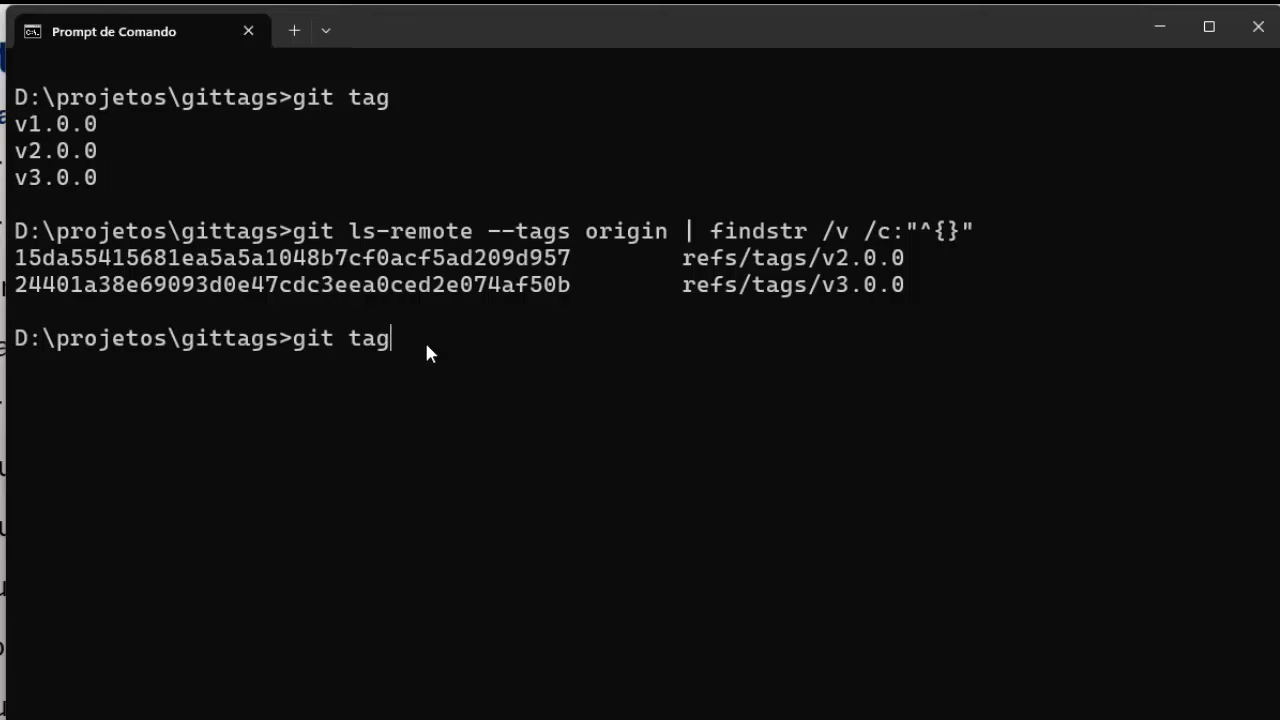 Prompt de Comando
D:\projetos\gittags>git tag
v1.0.0
v2.0.0
v3.0.0
D:\projetos\gittags>git ls-remote --tags origin | findstr /v /c:"^{}"
15da55415681ea5a5a1048b7cf0acf5ad209d957 refs/tags/v2.0.0
24401a38e69093d0e47cdc3eea0ced2e074af50b refs/tags/v3.0.0
D:\projetos\gittags>git tag